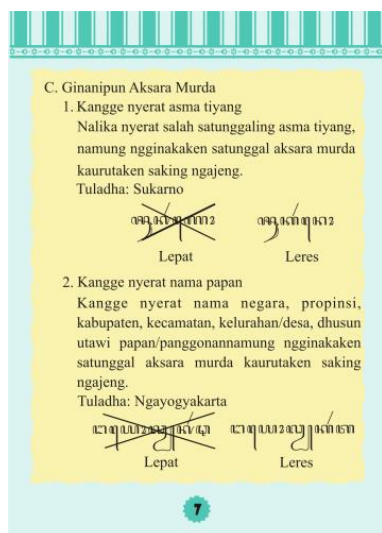 C. Ginanipun Aksara Murda
1. Kangge nyerat asma tiyang
Nalika nyerat salah satunggaling asma tiyang,
namung ngginakaken satunggal aksara murda
kaurutaken saking ngajeng.
Tuladha: Sukarno
Lepat Leres
2. Kangge nyerat nama papan
Kangge nyerat nama negara, propinsi,
kabupaten, kecamatan, kelurahan/desa, dhusun
utawi papan/panggonannamung ngginakaken
satunggal aksara murda kaurutaken saking
ngajeng.
Tuladha: Ngayogyakarta
Lepat Leres
7